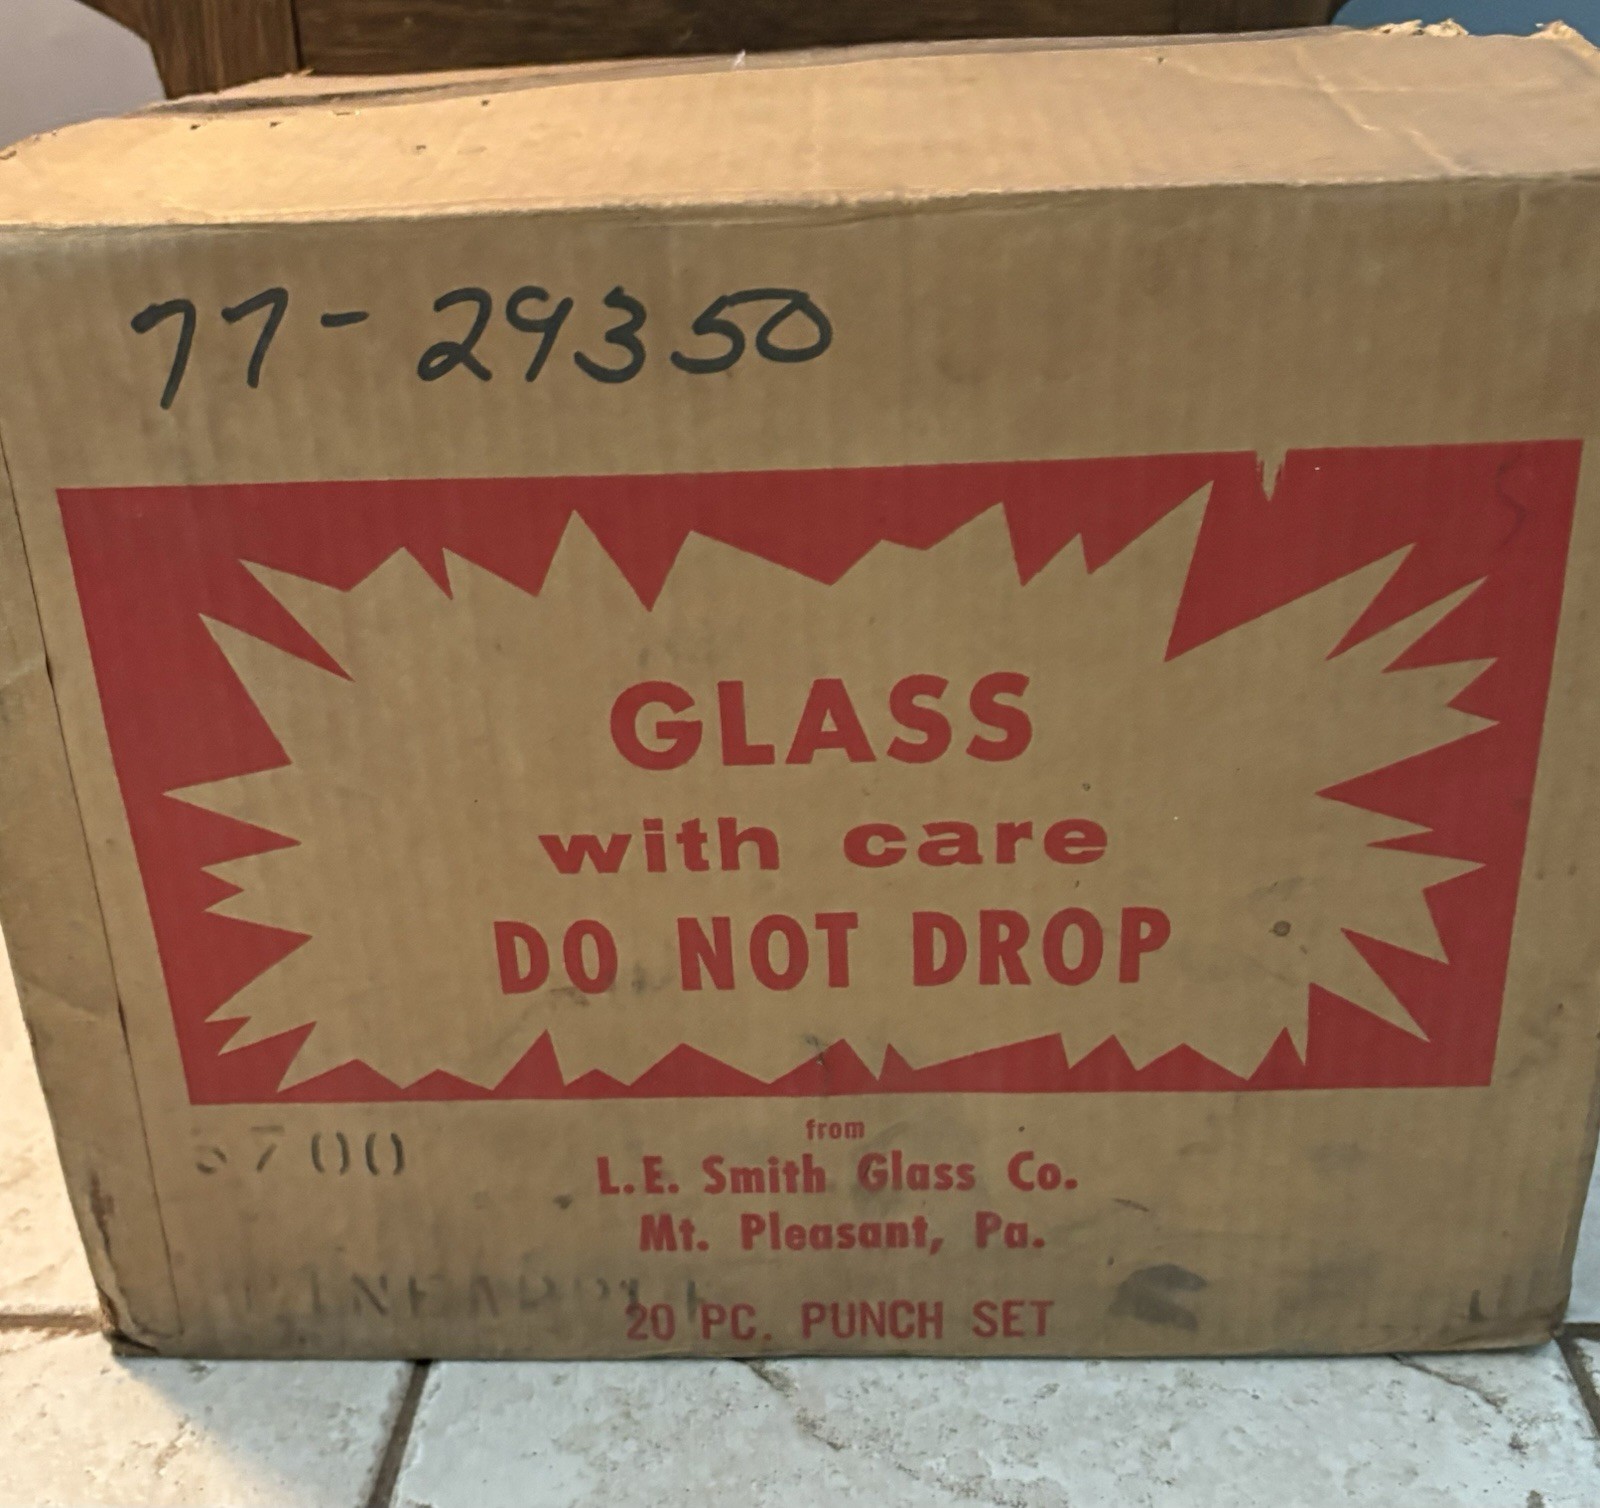 77-29350
GLASS
with care
DO NOT DROP
from
5700
L.E. Smith Glass Co.
Mt. Pleasant, Pa.
PINEAPPLE
20 PC. PUNCH SET